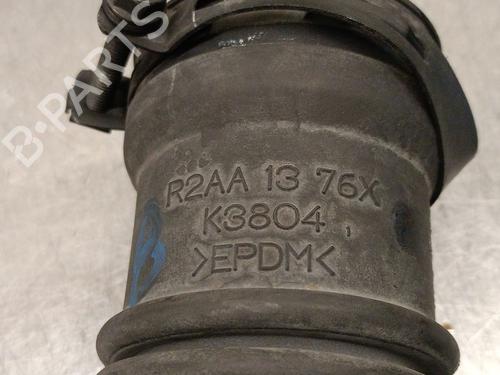 B-PARTS
R2AA 13 76X
K3804,
>EPDM<